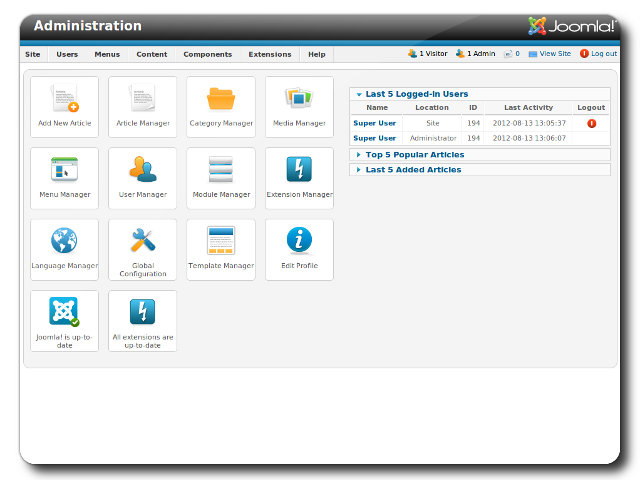 Administration
Joomla!
Site Users Menus Content Components Extensions Help
1 Visitor 1 Admin 0 View Site Log out
Add New Article Article Manager Category Manager Media Manager
Menu Manager User Manager Module Manager Extension Manager
Language Manager Global Configuration Template Manager Edit Profile
Joomla! is up-to-date All extensions are up-to-date
Last 5 Logged-in Users
Name Location ID Last Activity Logout
Super User Site 194 2012-08-13 13:05:37
Super User Administrator 194 2012-08-13 13:06:07
Top 5 Popular Articles
Last 5 Added Articles